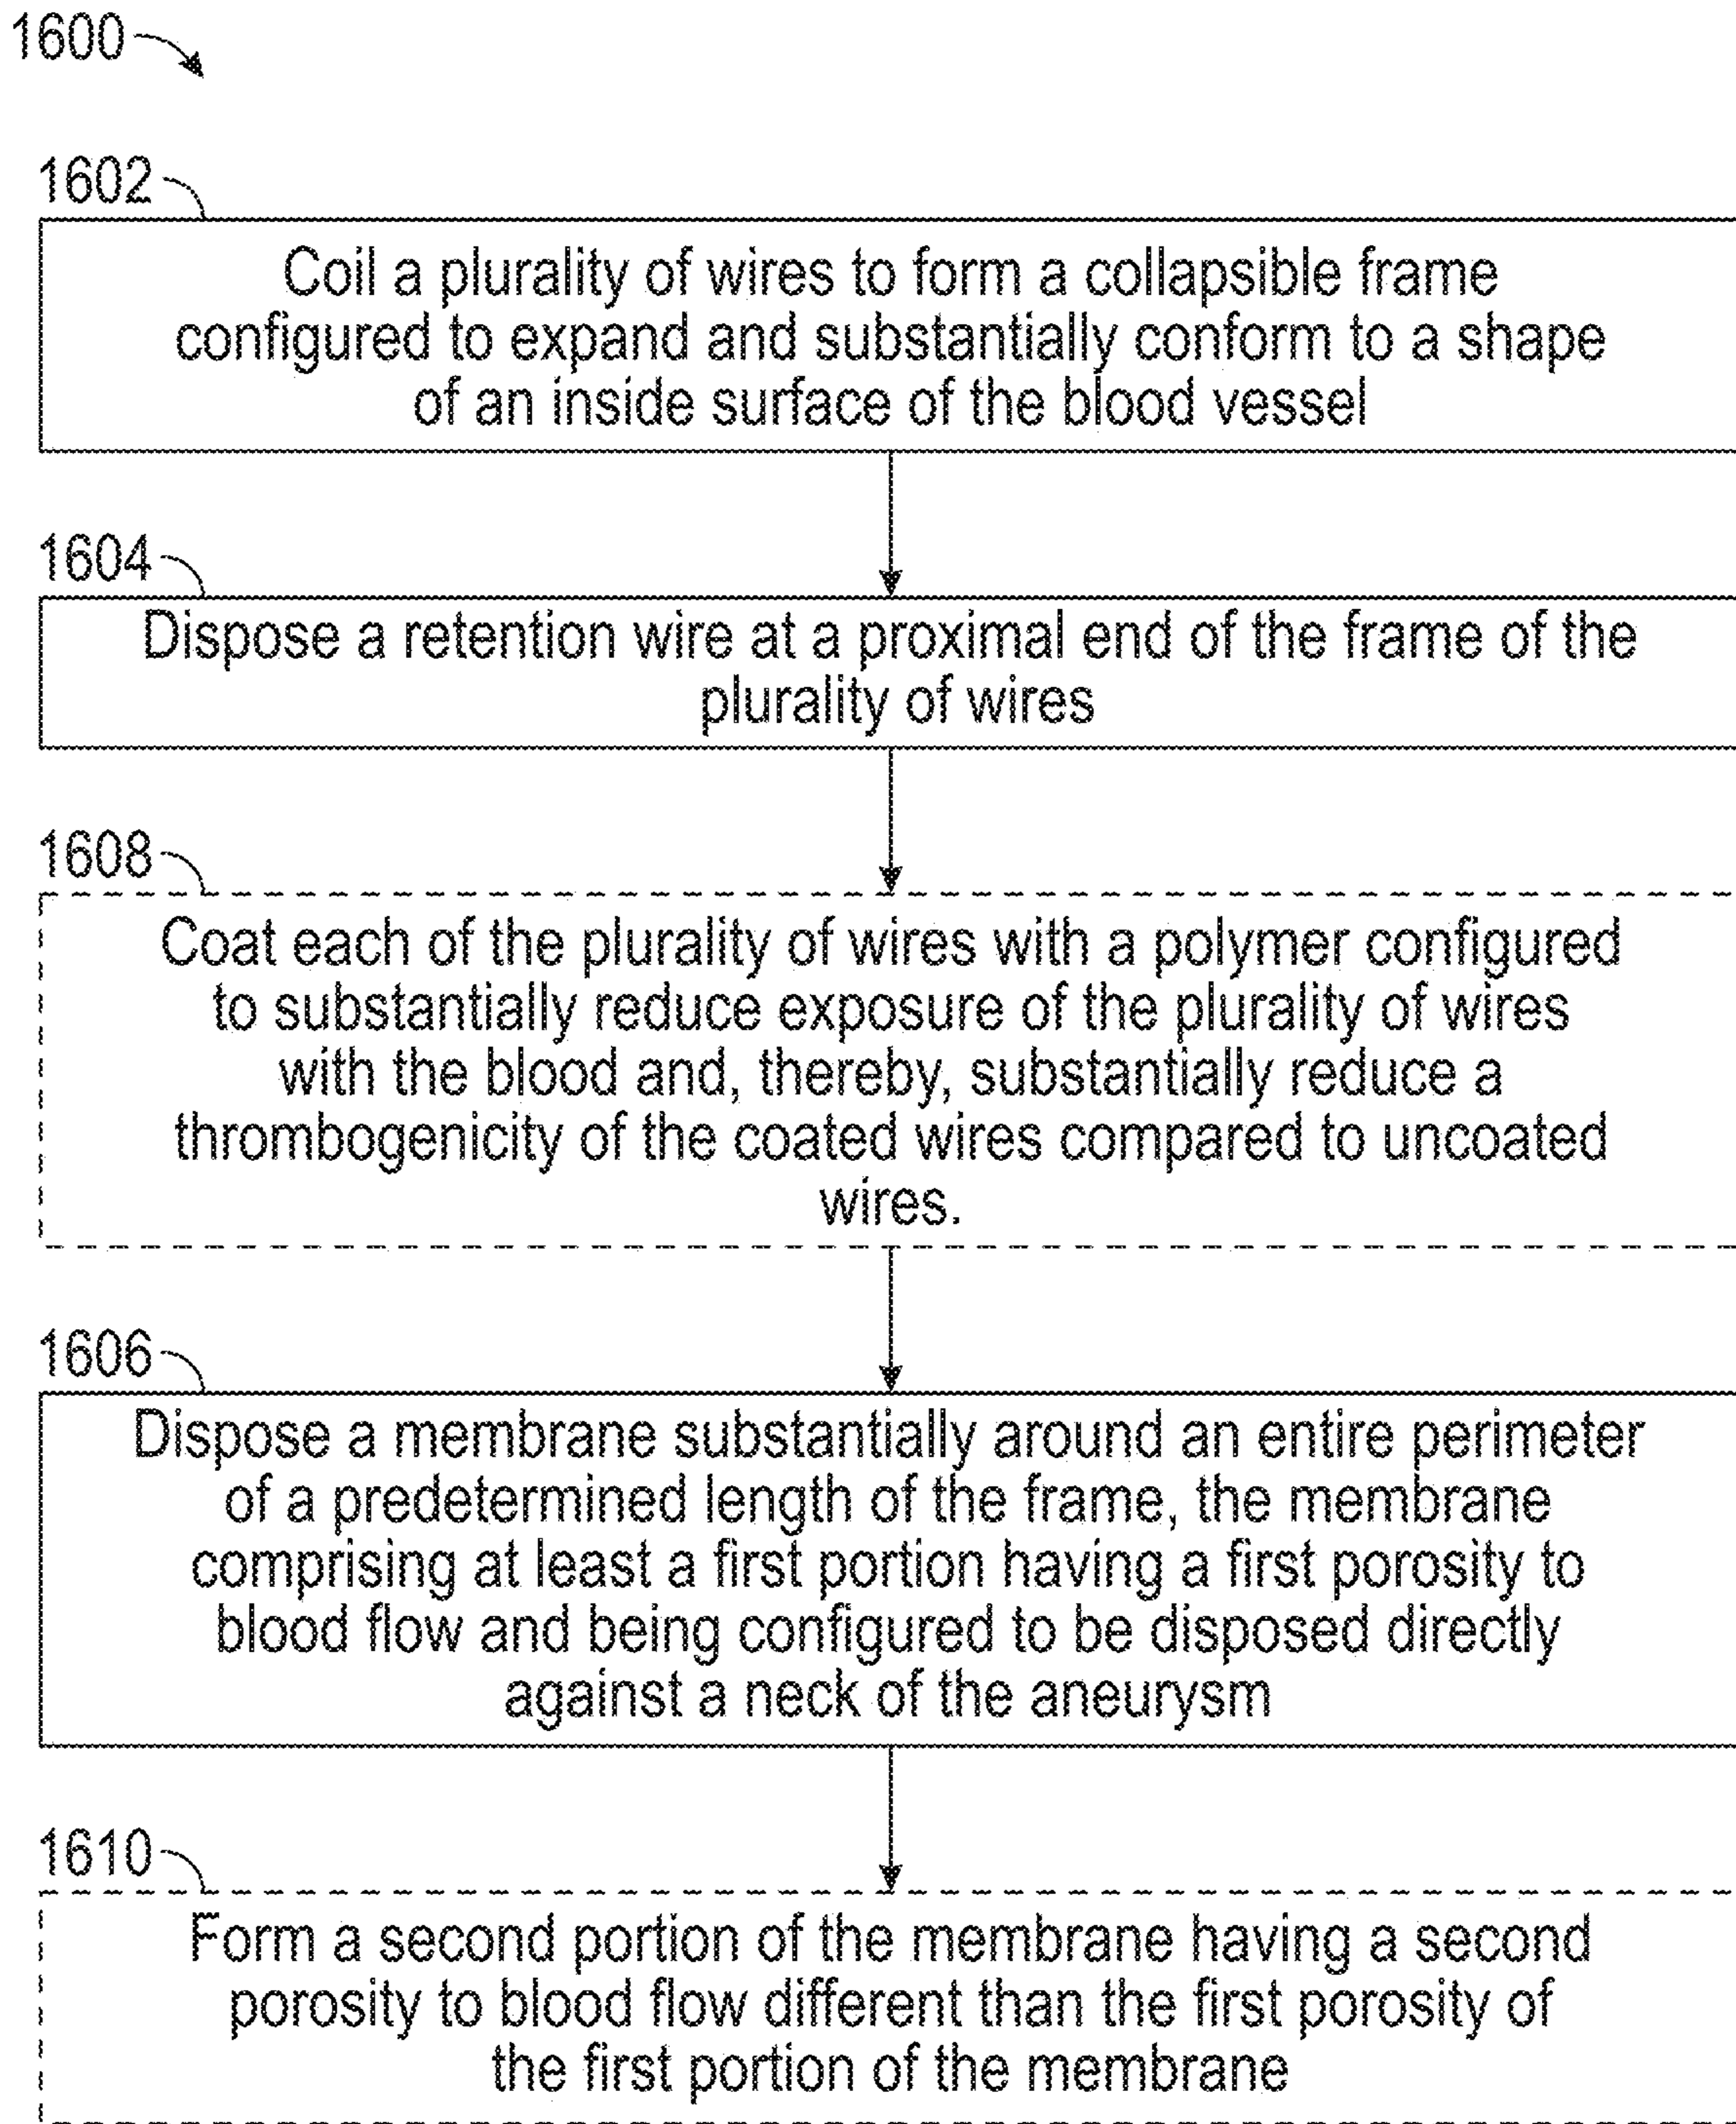 1600
1602
Coil a plurality of wires to form a collapsible frame
configured to expand and substantially conform to a shape
of an inside surface of the blood vessel
1604
Dispose a retention wire at a proximal end of the frame of the
plurality of wires
1608
Coat each of the plurality of wires with a polymer configured
to substantially reduce exposure of the plurality of wires
with the blood and, thereby, substantially reduce a
thrombogenicity of the coated wires compared to uncoated
wires.
1606
Dispose a membrane substantially around an entire perimeter
of a predetermined length of the frame, the membrane
comprising at least a first portion having a first porosity to
blood flow and being configured to be disposed directly
against a neck of the aneurysm
1610
Form a second portion of the membrane having a second
porosity to blood flow different than the first porosity of
the first portion of the membrane